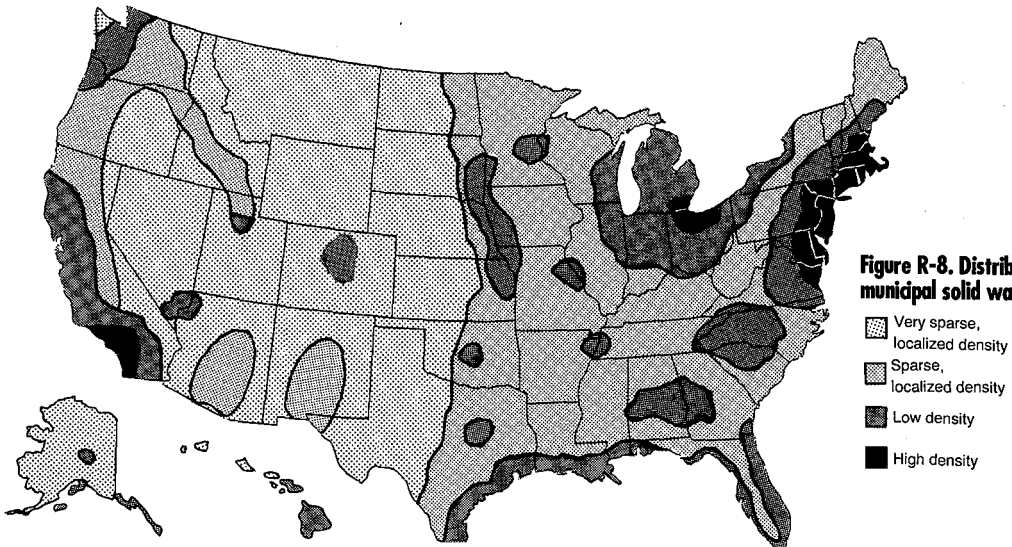 Figure R-8. Distrib
municipal solid wa
Very sparse,
localized density
Sparse,
localized density
Low density
High density